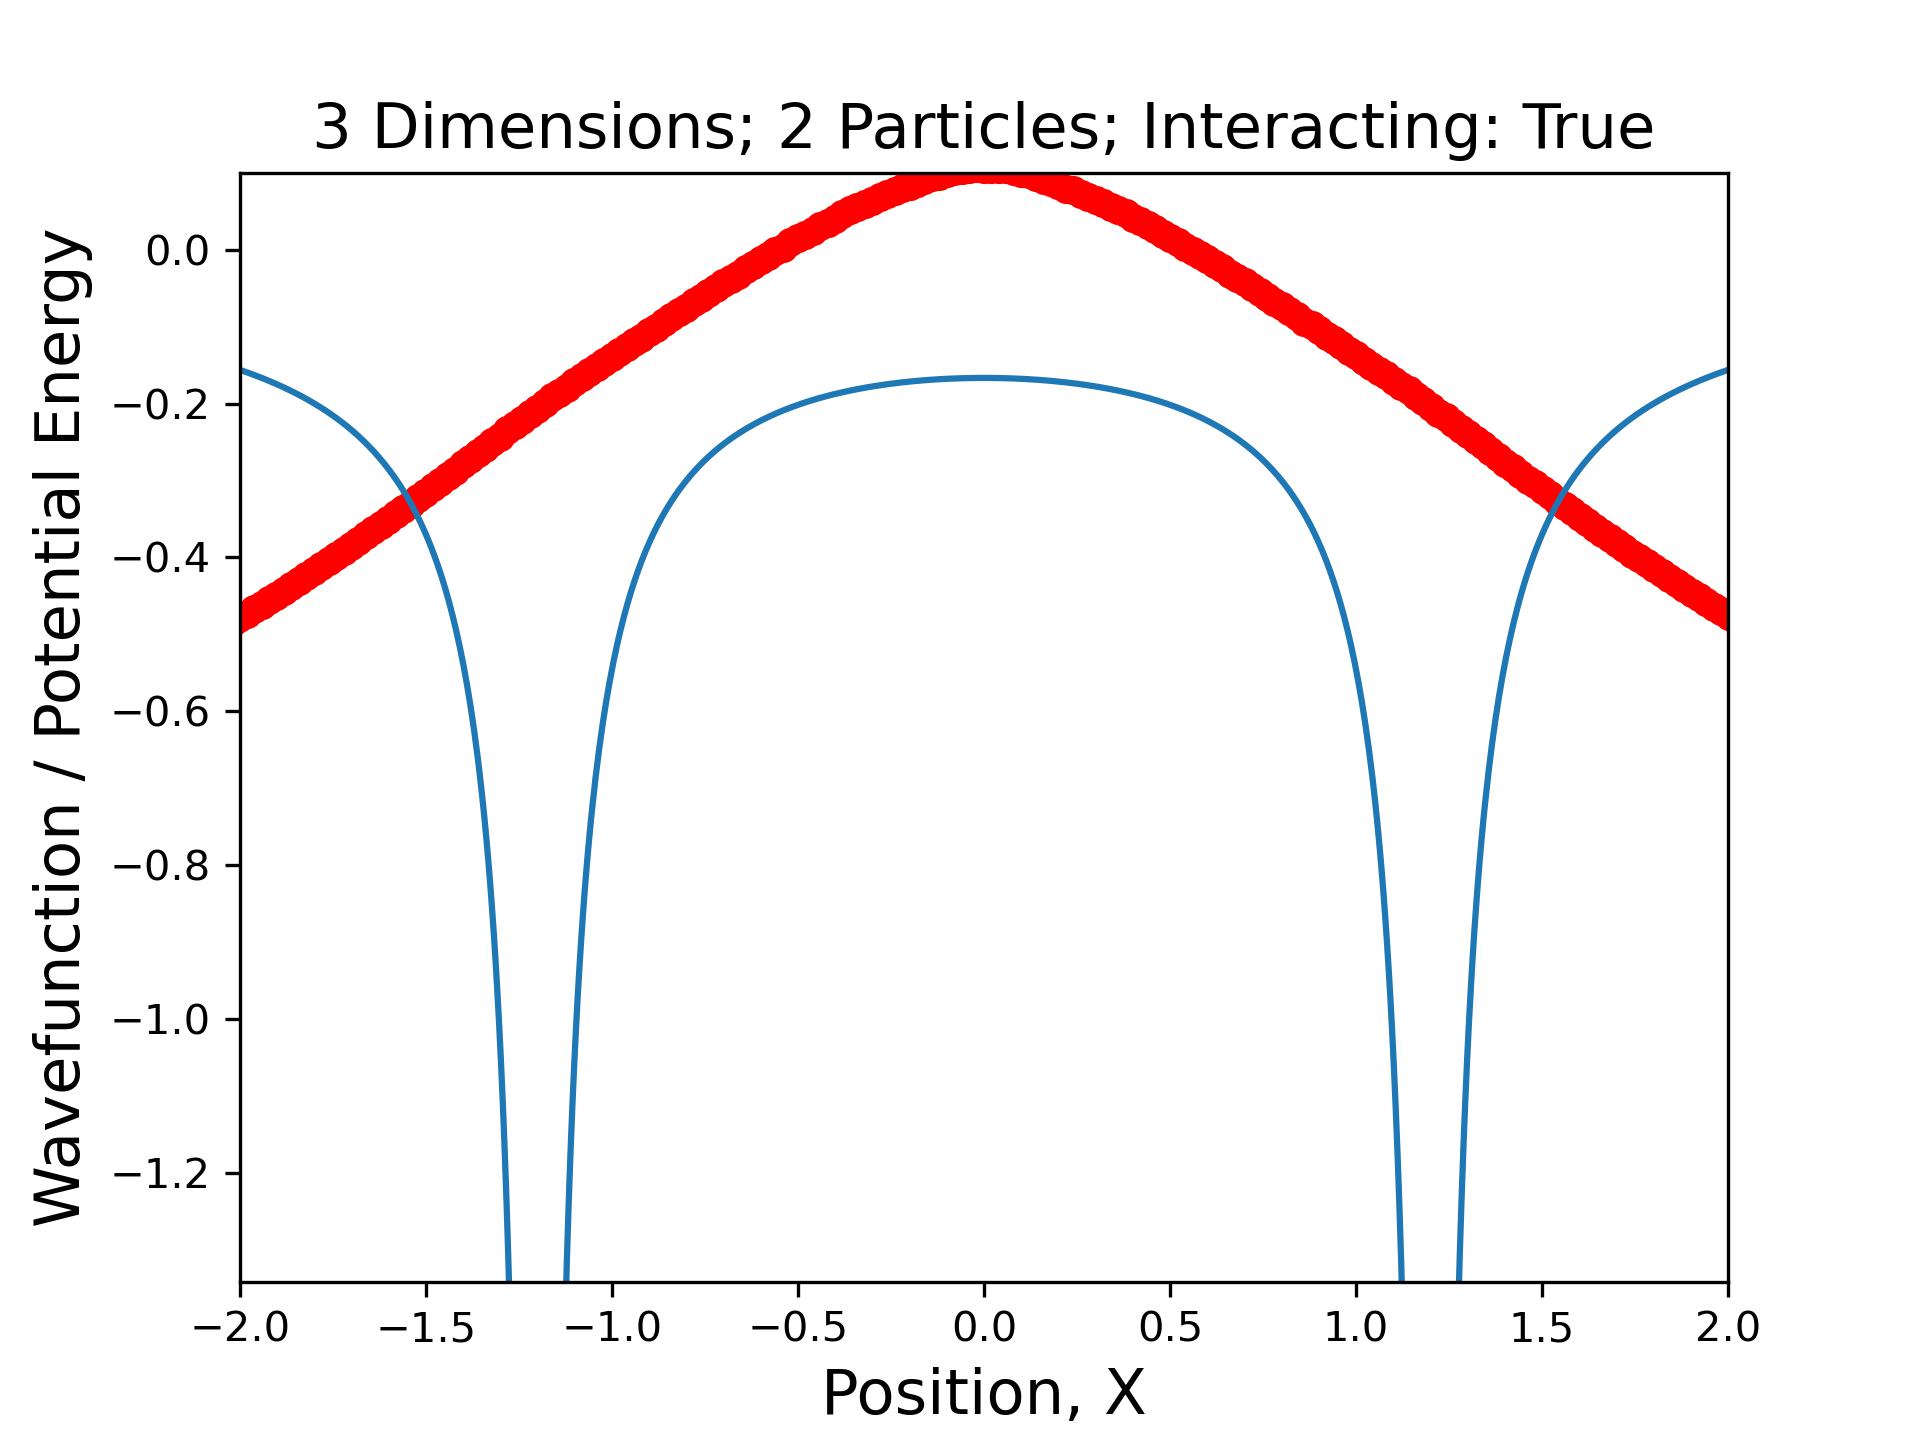 3 Dimensions; 2 Particles; Interacting: True
Wavefunction / Potential Energy
0.0
−0.2
−0.4
−0.6
−0.8
−1.0
−1.2
−2.0 −1.5 −1.0 −0.5 0.0 0.5 1.0 1.5 2.0
Position, X